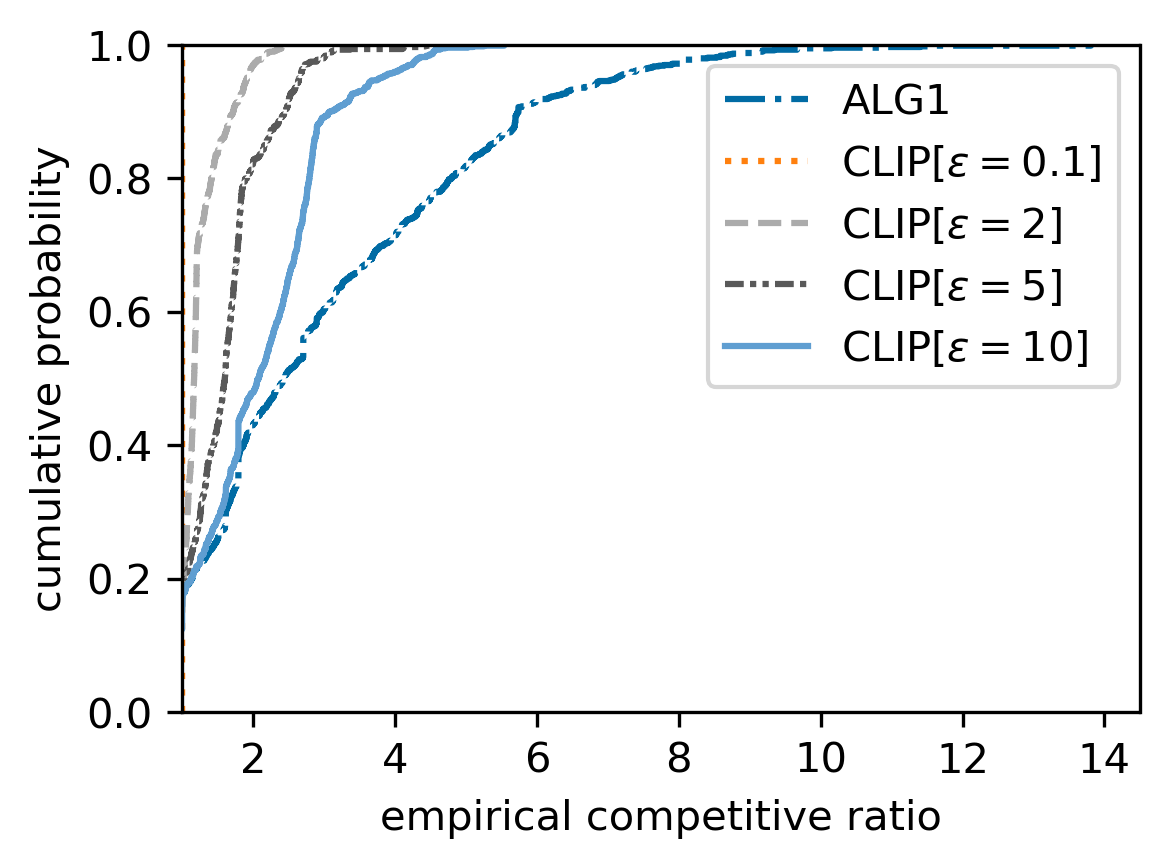 1.0
0.8
0.6
0.4
0.2
0.0
cumulative probability
2 4 6 8 10 12 14
empirical competitive ratio
ALG1
CLIP[ε = 0.1]
CLIP[ε = 2]
CLIP[ε = 5]
CLIP[ε = 10]